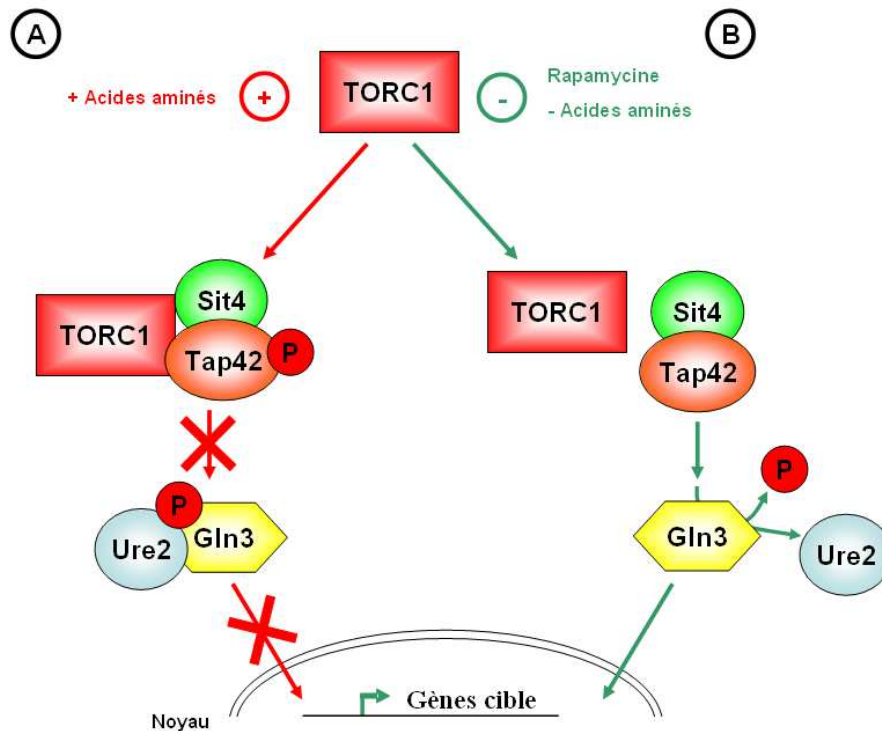 A
B
TORC1
+ Acides aminés
+
-
Rapamycine
- Acides aminés
TORC1
Sit4
Tap42
P
TORC1
Sit4
Tap42
P
Ure2
Gln3
Gln3
P
Ure2
Gènes cible
Noyau